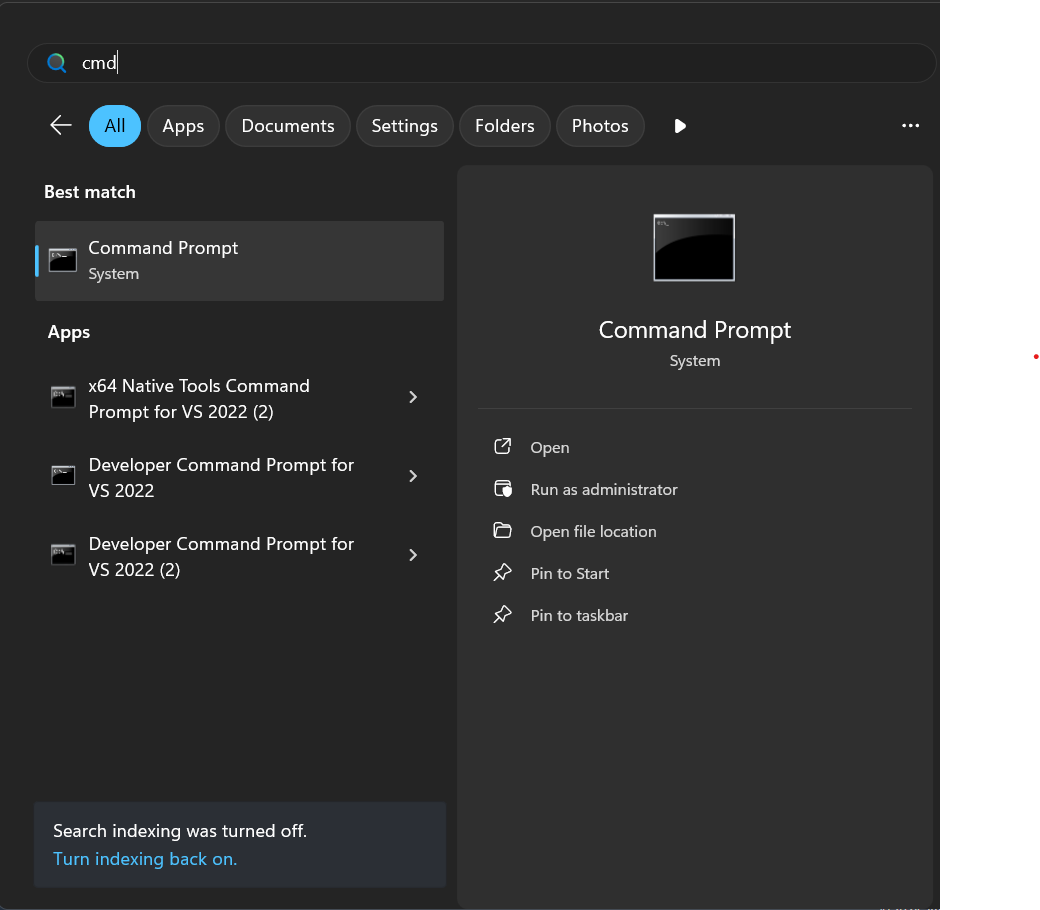 cmd
All Apps Documents Settings Folders Photos
Best match
Command Prompt
System
Apps
x64 Native Tools Command
Prompt for VS 2022 (2)
Developer Command Prompt for
VS 2022
Developer Command Prompt for
VS 2022 (2)
Search indexing was turned off.
Turn indexing back on.
Command Prompt
System
Open
Run as administrator
Open file location
Pin to Start
Pin to taskbar